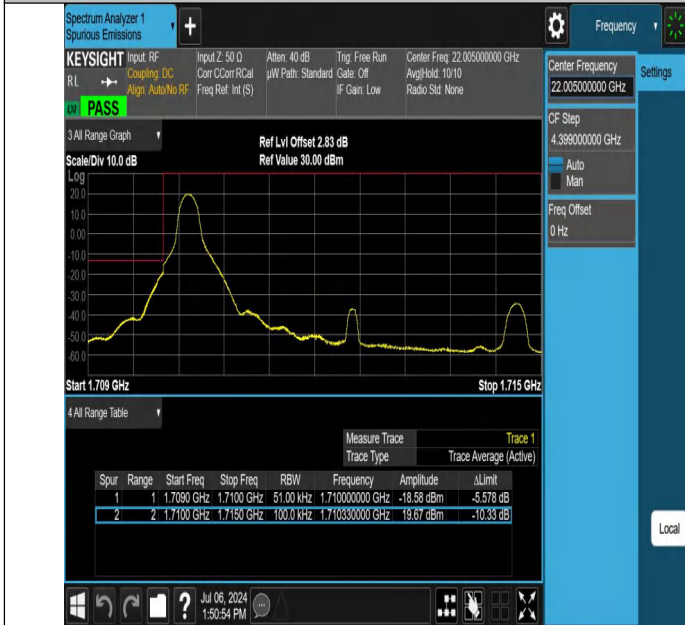 Spectrum Analyzer 1
Spurious Emissions
Frequency
KEYSIGHT Input: RF
RL
Coupling: DC
Align: Auto/No RF
Input Z: 50 Ω
Corr CCorr RCal
Freq Ref: Int (S)
Atten: 40 dB
µW Path: Standard
Trig: Free Run
Gate: Off
IF Gain: Low
Center Freq: 22.005000000 GHz
Avg|Hold: 10/10
Radio Std: None
PASS
Center Frequency
22.005000000 GHz
Settings
CF Step
4.399000000 GHz
Auto
Man
Freq Offset
0 Hz
3 All Range Graph
Scale/Div 10.0 dB
Ref Lvl Offset 2.83 dB
Ref Value 30.00 dBm
Log
20.0
10.0
0.00
-10.0
-20.0
-30.0
-40.0
-50.0
-60.0
Start 1.709 GHz
Stop 1.715 GHz
4 All Range Table
Measure Trace Trace 1
Trace Type Trace Average (Active)
Spur Range Start Freq Stop Freq RBW Frequency Amplitude ΔLimit
1 1 1.7090 GHz 1.7100 GHz 51.00 kHz 1.710000000 GHz -18.58 dBm -5.578 dB
2 2 1.7100 GHz 1.7150 GHz 100.0 kHz 1.710330000 GHz 19.67 dBm -10.33 dB
Local
?
Jul 06, 2024
1:50:54 PM